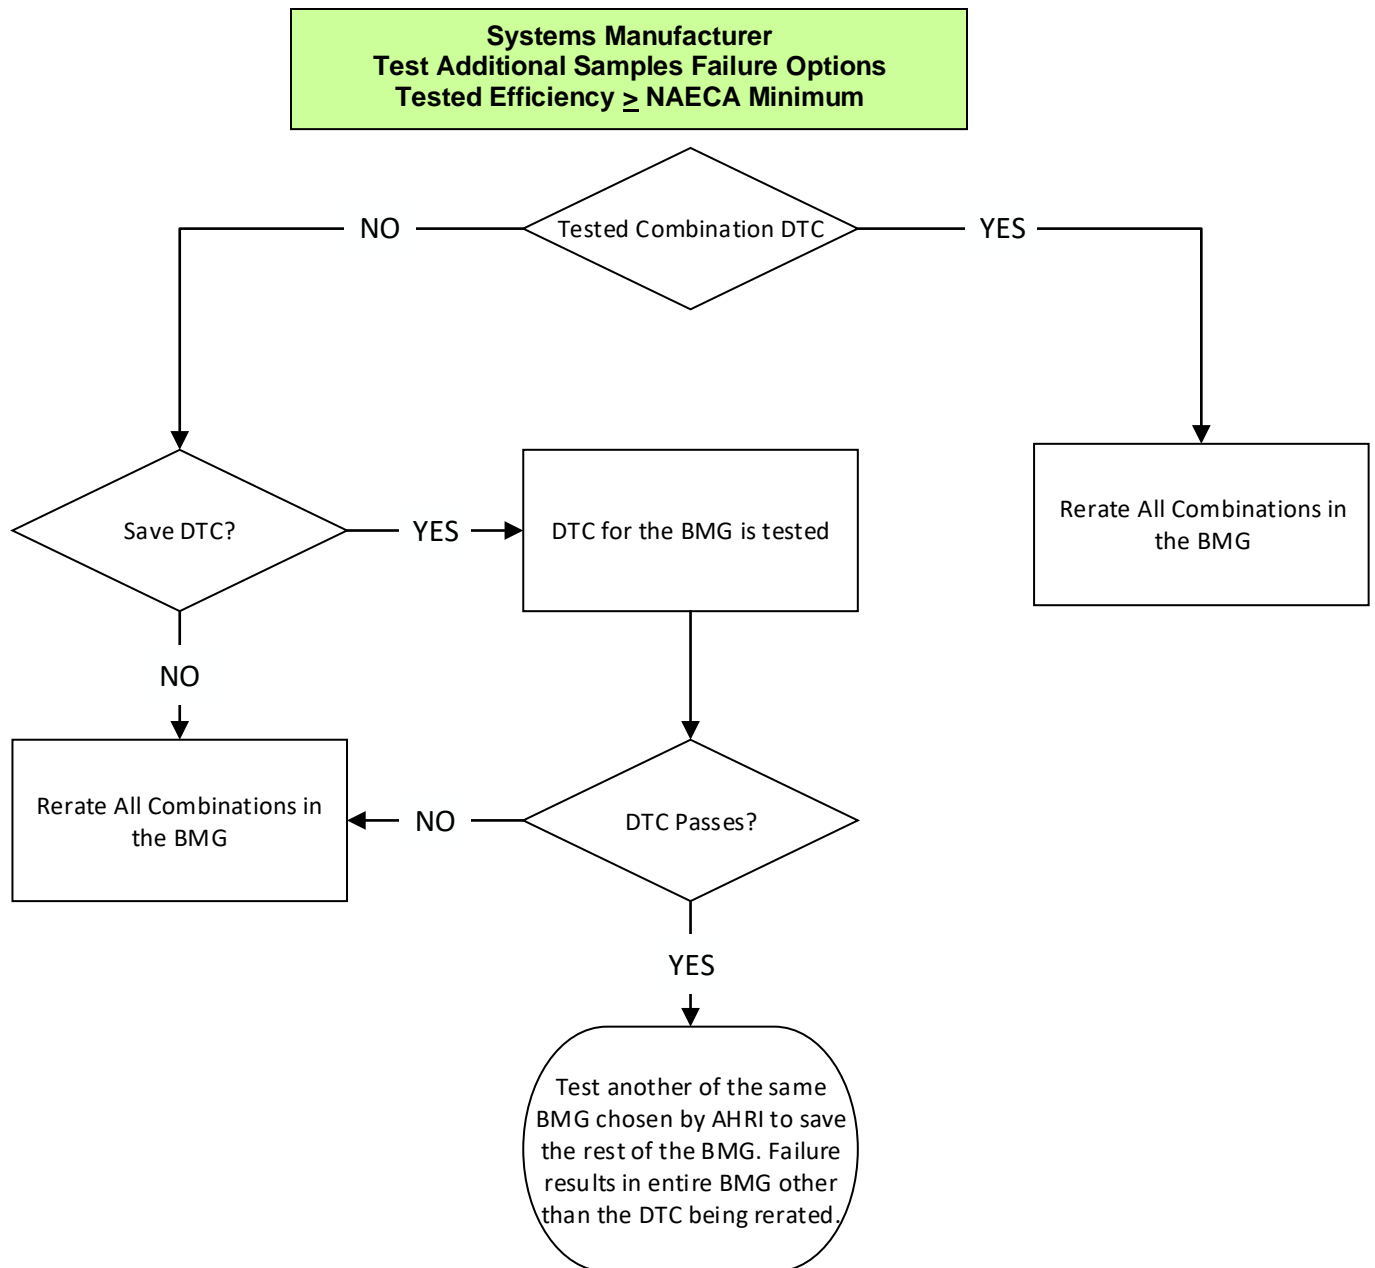 Systems Manufacturer
Test Additional Samples Failure Options
Tested Efficiency ≥ NAECA Minimum
NO
Tested Combination DTC
YES
Save DTC?
YES
DTC for the BMG is tested
Rerate All Combinations in
the BMG
NO
Rerate All Combinations in
the BMG
NO
DTC Passes?
YES
Test another of the same
BMG chosen by AHRI to save
the rest of the BMG. Failure
results in entire BMG other
than the DTC being rerated.